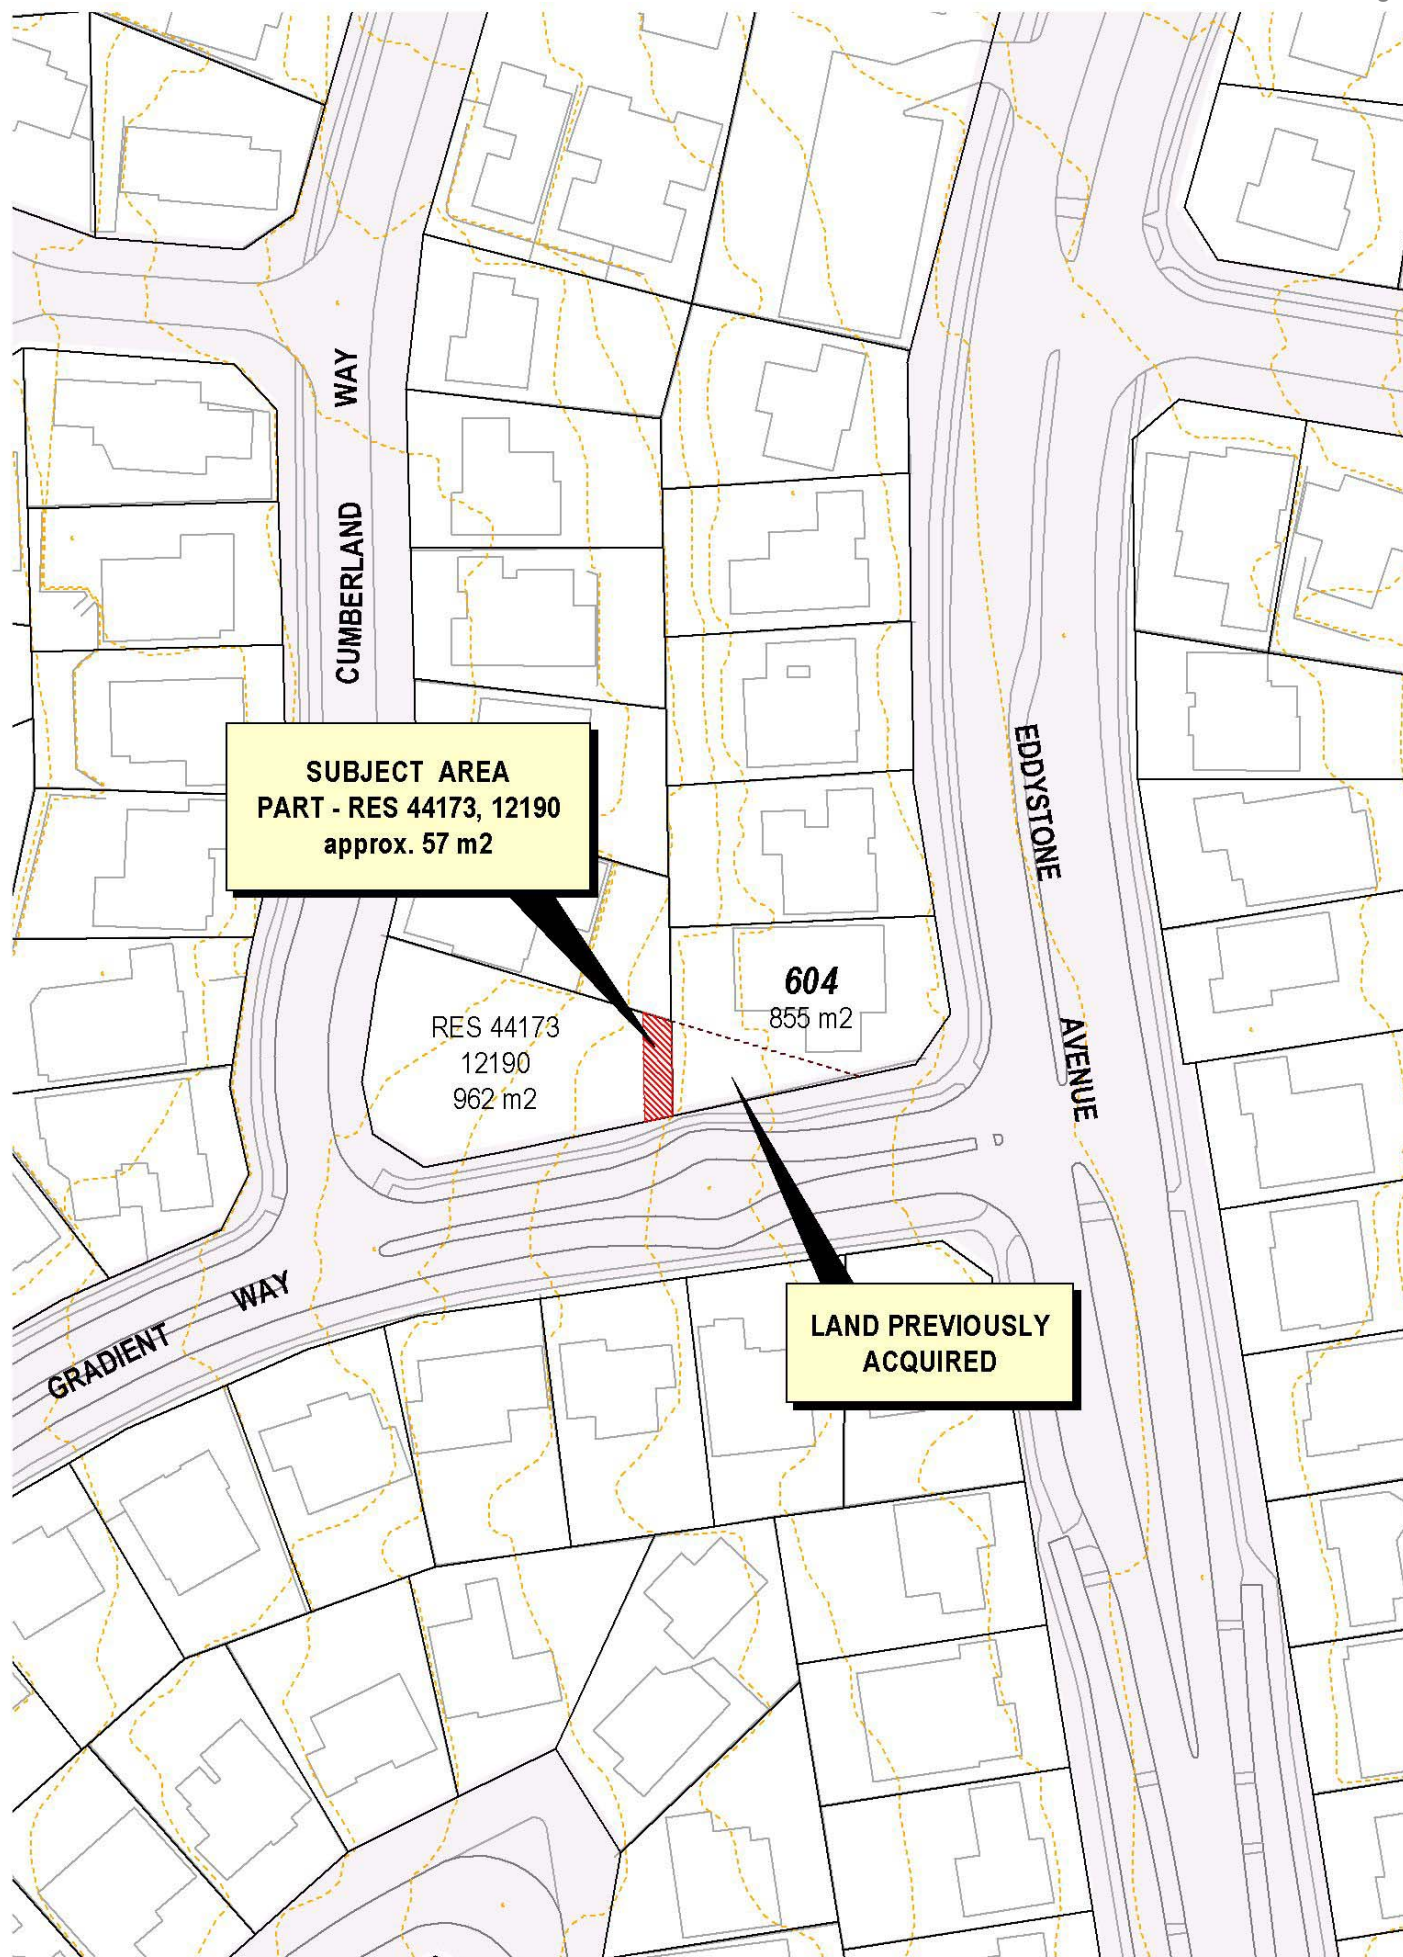 CUMBERLAND WAY
EDDYSTONE AVENUE
SUBJECT AREA
PART - RES 44173, 12190
approx. 57 m2
604
855 m2
RES 44173
12190
962 m2
GRADIENT WAY
LAND PREVIOUSLY
ACQUIRED